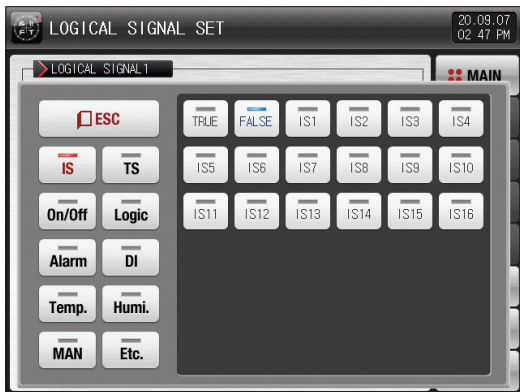 LOGICAL SIGNAL SET
20.09.07
02 47 PM
LOGICAL SIGNAL1
MAIN
ESC
TRUE FALSE IS1 IS2 IS3 IS4
IS TS
IS5 IS6 IS7 IS8 IS9 IS10
On/Off Logic
IS11 IS12 IS13 IS14 IS15 IS16
Alarm DI
Temp. Humi.
MAN Etc.